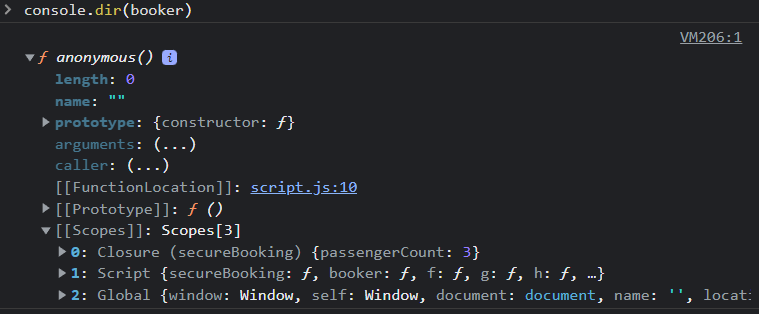 > console.dir(booker)
VM206:1
▼ ƒ anonymous() i
length: 0
name: ""
▶ prototype: {constructor: ƒ}
arguments: (...)
caller: (...)
[[FunctionLocation]]: script.js:10
▶ [[Prototype]]: ƒ ()
▼ [[Scopes]]: Scopes[3]
▶ 0: Closure (secureBooking) {passengerCount: 3}
▶ 1: Script {secureBooking: ƒ, booker: ƒ, f: ƒ, g: ƒ, h: ƒ, …}
▶ 2: Global {window: Window, self: Window, document: document, name: '', locati